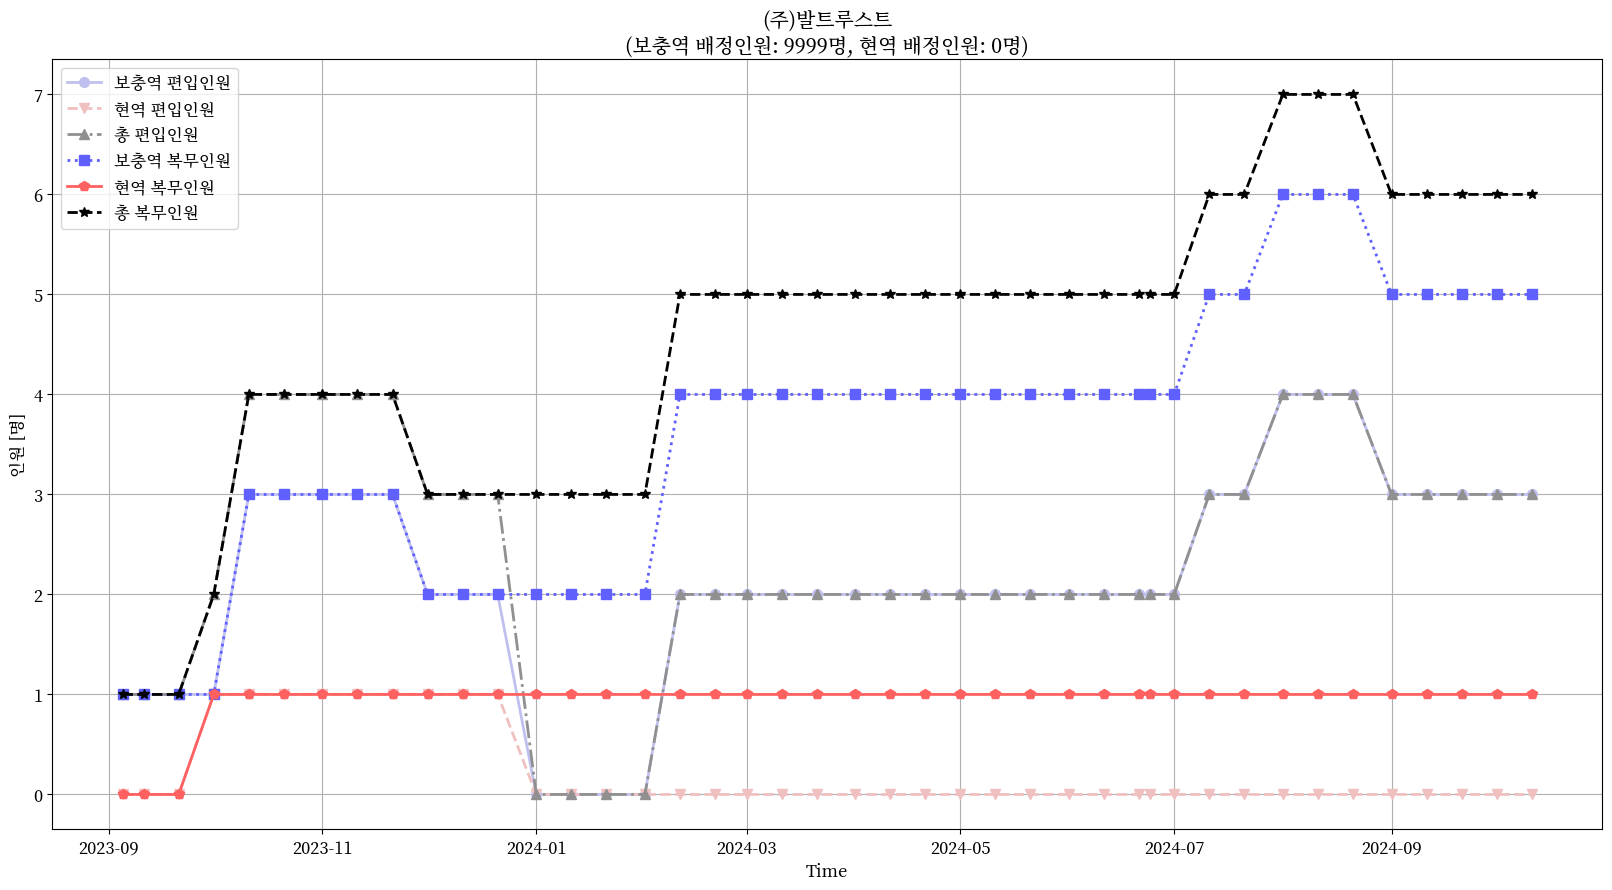 (주)발트루스트
(보충역 배정인원: 9999명, 현역 배정인원: 0명)
보충역 편입인원
현역 편입인원
총 편입인원
보충역 복무인원
현역 복무인원
총 복무인원
인원 [명]
7
6
5
4
3
2
1
0
2023-09
2023-11
2024-01
2024-03
2024-05
2024-07
2024-09
Time